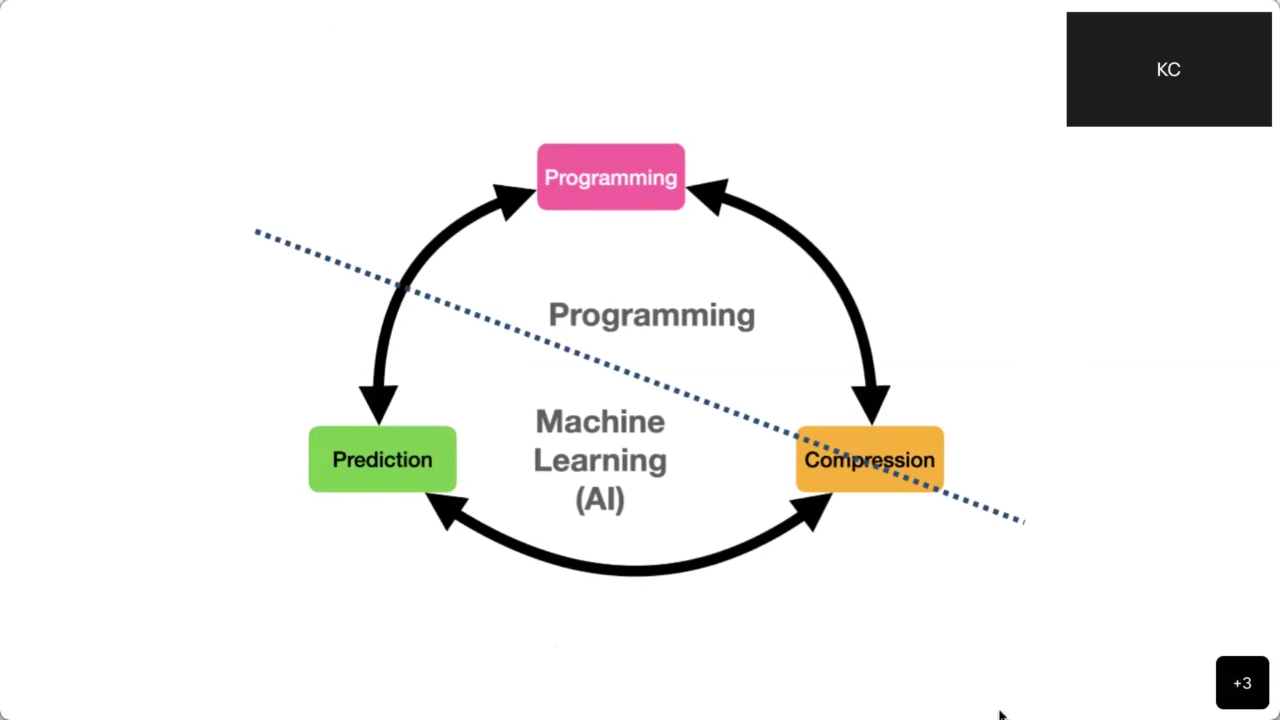 KC
Programming
Programming
Machine
Learning
(AI)
Prediction
Compression
+3